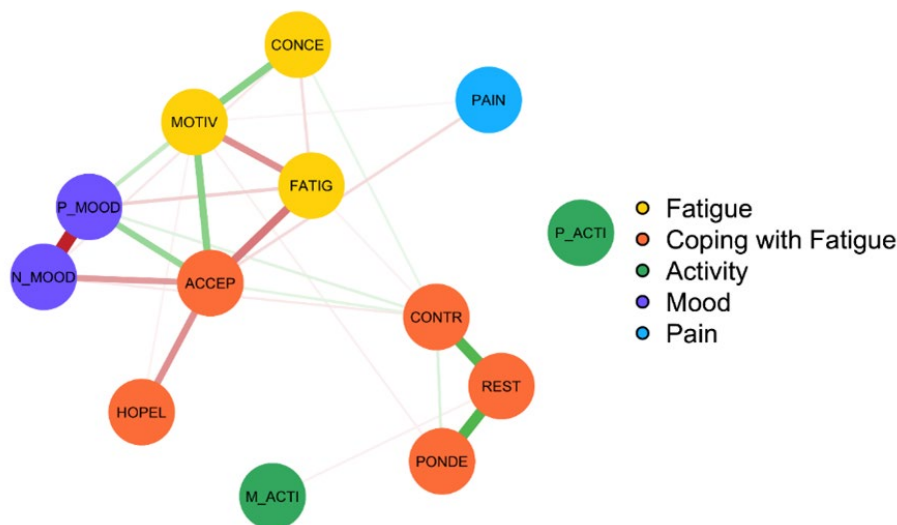 CONCE
PAIN
MOTIV
FATIG
P_MOOD
P_ACTI
Fatigue
Coping with Fatigue
Activity
Mood
Pain
N_MOOD
ACCEP
CONTR
REST
HOPEL
PONDE
M_ACTI